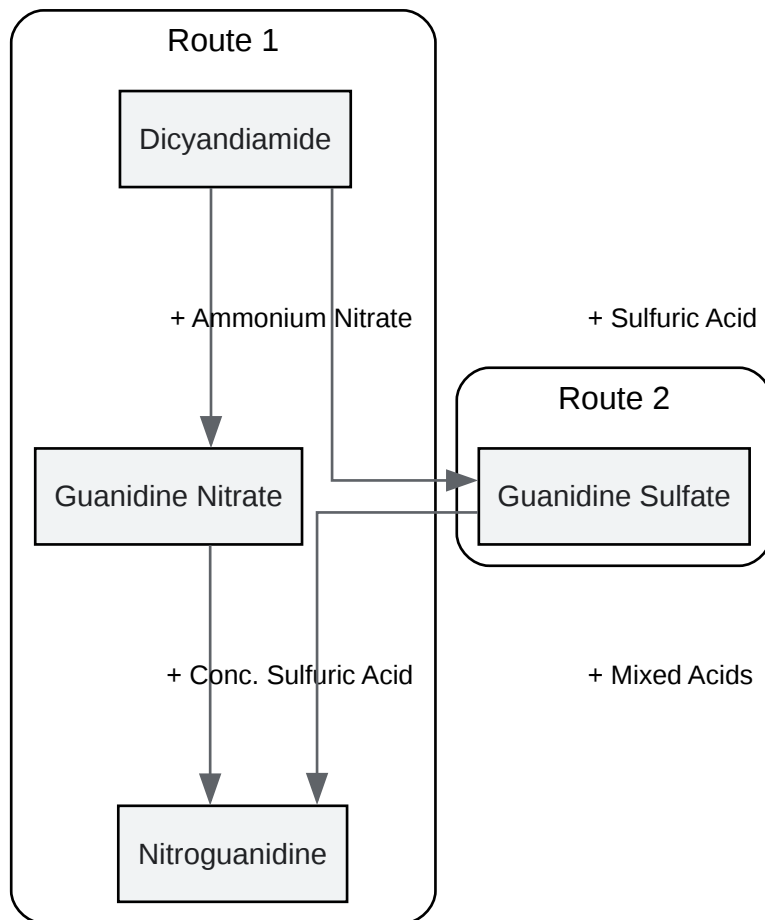 Route 1
Dicyandiamide
+ Ammonium Nitrate
+ Sulfuric Acid
Route 2
Guanidine Nitrate
Guanidine Sulfate
+ Conc. Sulfuric Acid
+ Mixed Acids
Nitroguanidine